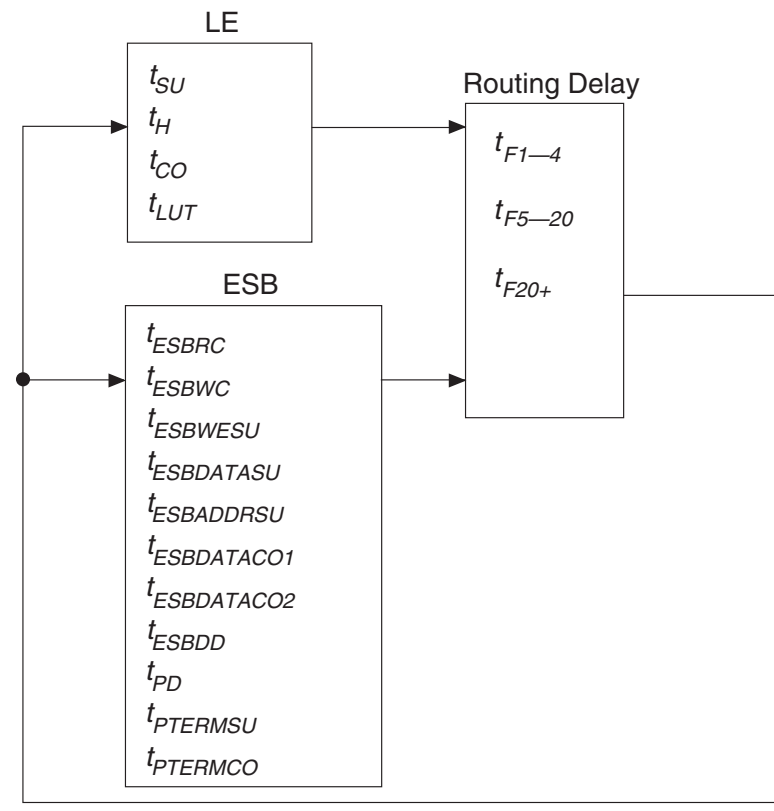 LE
tSU
tH
tCO
tLUT
Routing Delay
tF1—4
tF5—20
tF20+
ESB
tESBRC
tESBWC
tESBWESU
tESBDATASU
tESBADDRSU
tESBDATACO1
tESBDATACO2
tESBDD
tPD
tPTERMSU
tPTERMCO